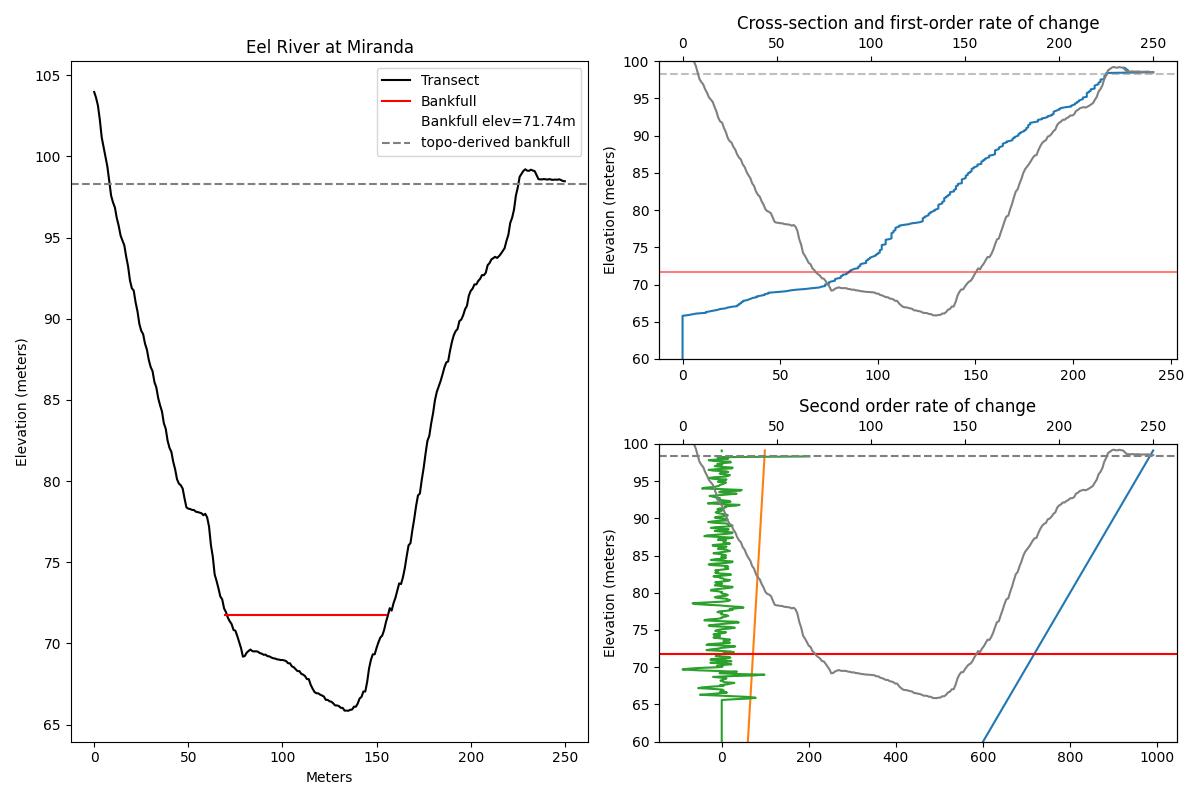 Eel River at Miranda
Elevation (meters)
105
100
95
90
85
80
75
70
65
Transect
Bankfull
Bankfull elev=71.74m
topo-derived bankfull
0 50 100 150 200 250
Meters
Cross-section and first-order rate of change
0 50 100 150 200 250
Elevation (meters)
100
95
90
85
80
75
70
65
60
0 50 100 150 200 250
Second order rate of change
0 50 100 150 200 250
Elevation (meters)
100
95
90
85
80
75
70
65
60
0 200 400 600 800 1000